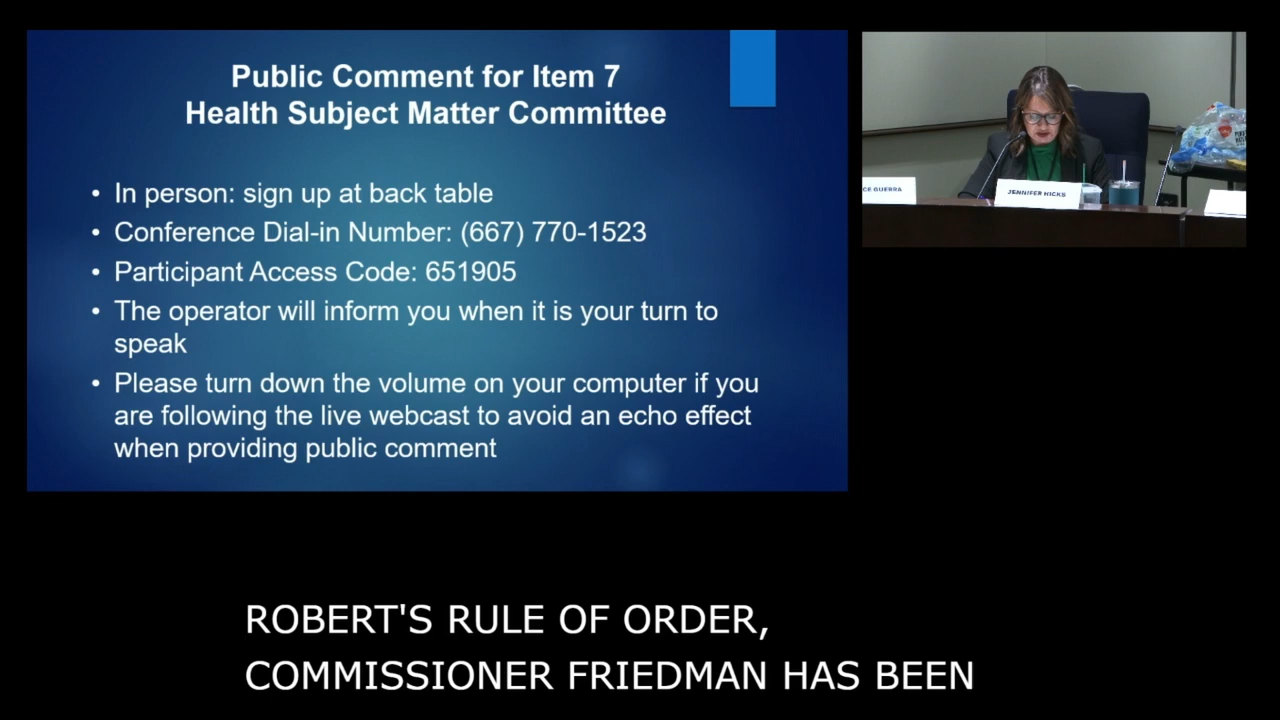 Public Comment for Item 7
Health Subject Matter Committee
• In person: sign up at back table
• Conference Dial-in Number: (667) 770-1523
• Participant Access Code: 651905
• The operator will inform you when it is your turn to
speak
• Please turn down the volume on your computer if you
are following the live webcast to avoid an echo effect
when providing public comment
CE GUERRA
JENNIFER HICKS
ROBERT'S RULE OF ORDER,
COMMISSIONER FRIEDMAN HAS BEEN